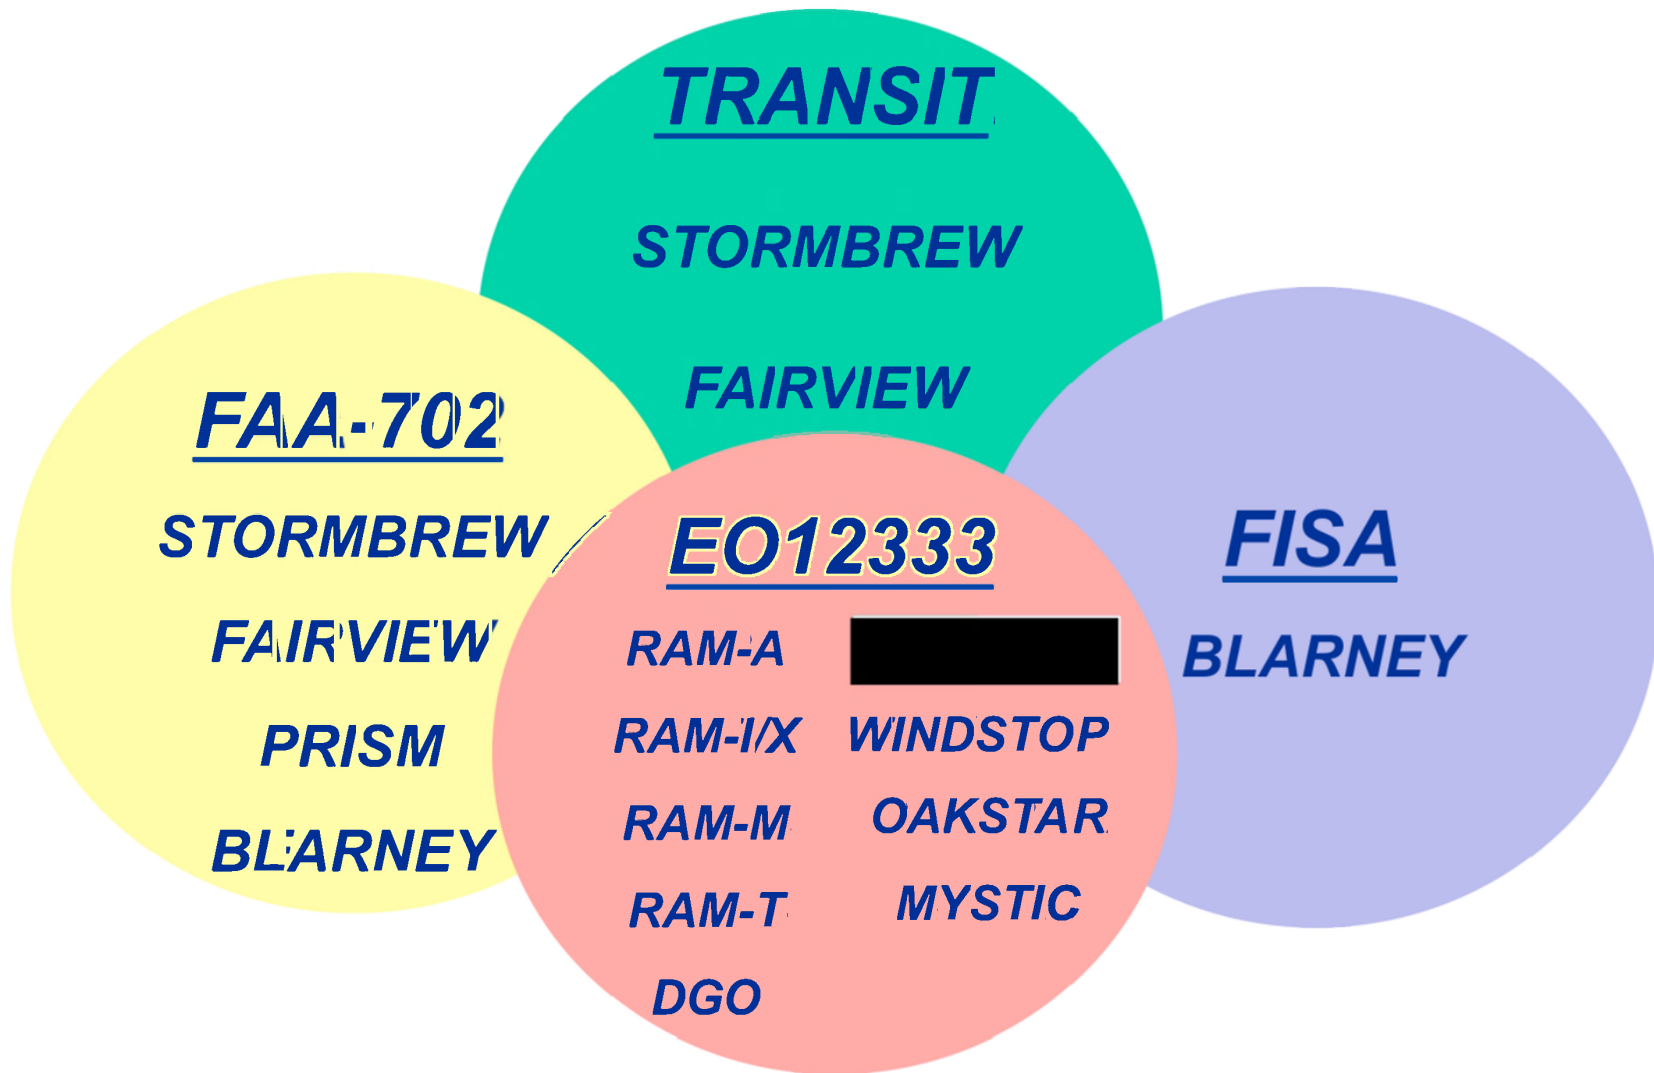 TRANSIT
STORMBREW
FAIRVIEW
FAA-702
STORMBREW
FAIRVIEW
PRISM
BLARNEY
EO12333
RAM-A
RAM-I/X
RAM-M
RAM-T
DGO
WINDSTOP
OAKSTAR
MYSTIC
FISA
BLARNEY